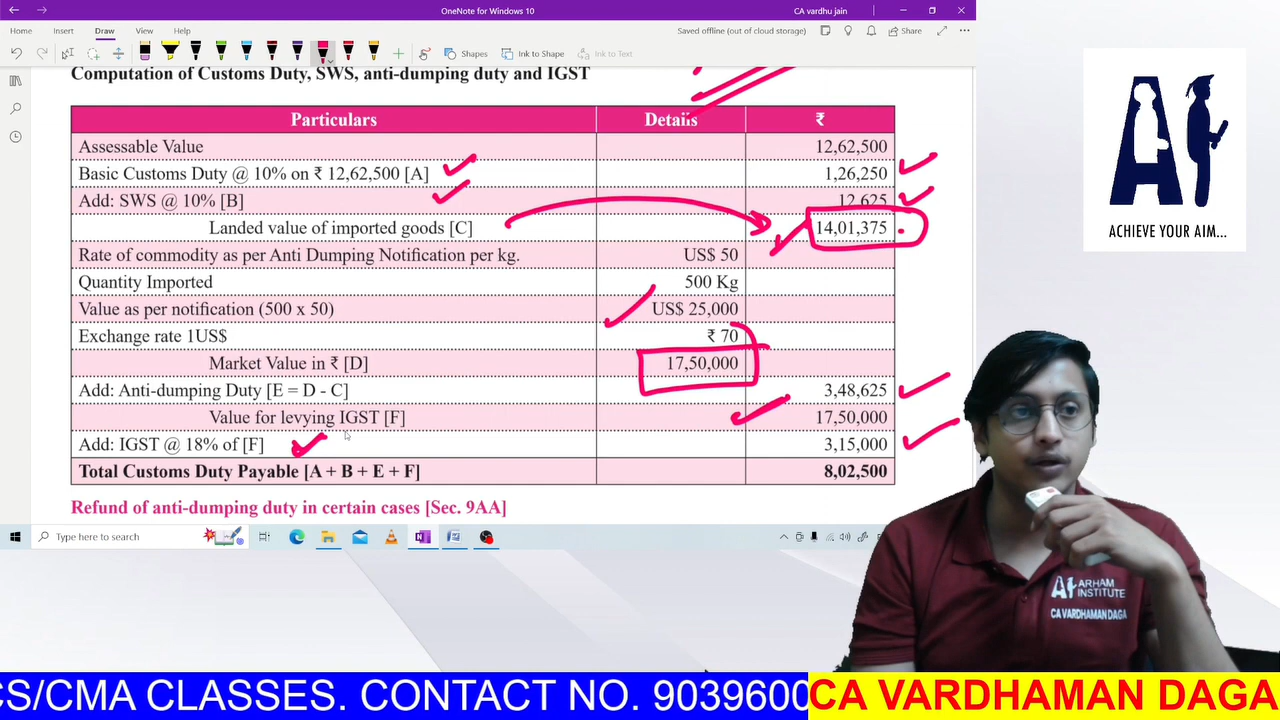 OneNote for Windows 10
CA vardhu jain
Home Insert Draw View Help
Saved offline (out of cloud storage)
Share
Shapes Ink to Shape Ink to Text
Computation of Customs Duty, SWS, anti-dumping duty and IGST
Particulars Details ₹
Assessable Value 12,62,500
Basic Customs Duty @ 10% on ₹ 12,62,500 [A] 1,26,250
Add: SWS @ 10% [B] 12,625
Landed value of imported goods [C] 14,01,375
Rate of commodity as per Anti Dumping Notification per kg. US$ 50
Quantity Imported 500 Kg
Value as per notification (500 x 50) US$ 25,000
Exchange rate 1US$ ₹ 70
Market Value in ₹ [D] 17,50,000
Add: Anti-dumping Duty [E = D - C] 3,48,625
Value for levying IGST [F] 17,50,000
Add: IGST @ 18% of [F] 3,15,000
Total Customs Duty Payable [A + B + E + F] 8,02,500
Refund of anti-dumping duty in certain cases [Sec. 9AA]
Type here to search
AI
ACHIEVE YOUR AIM...
ARHAM
INSTITUTE
CA VARDHAMAN DAGA
CS/CMA CLASSES. CONTACT NO. 9039600
CA VARDHAMAN DAGA